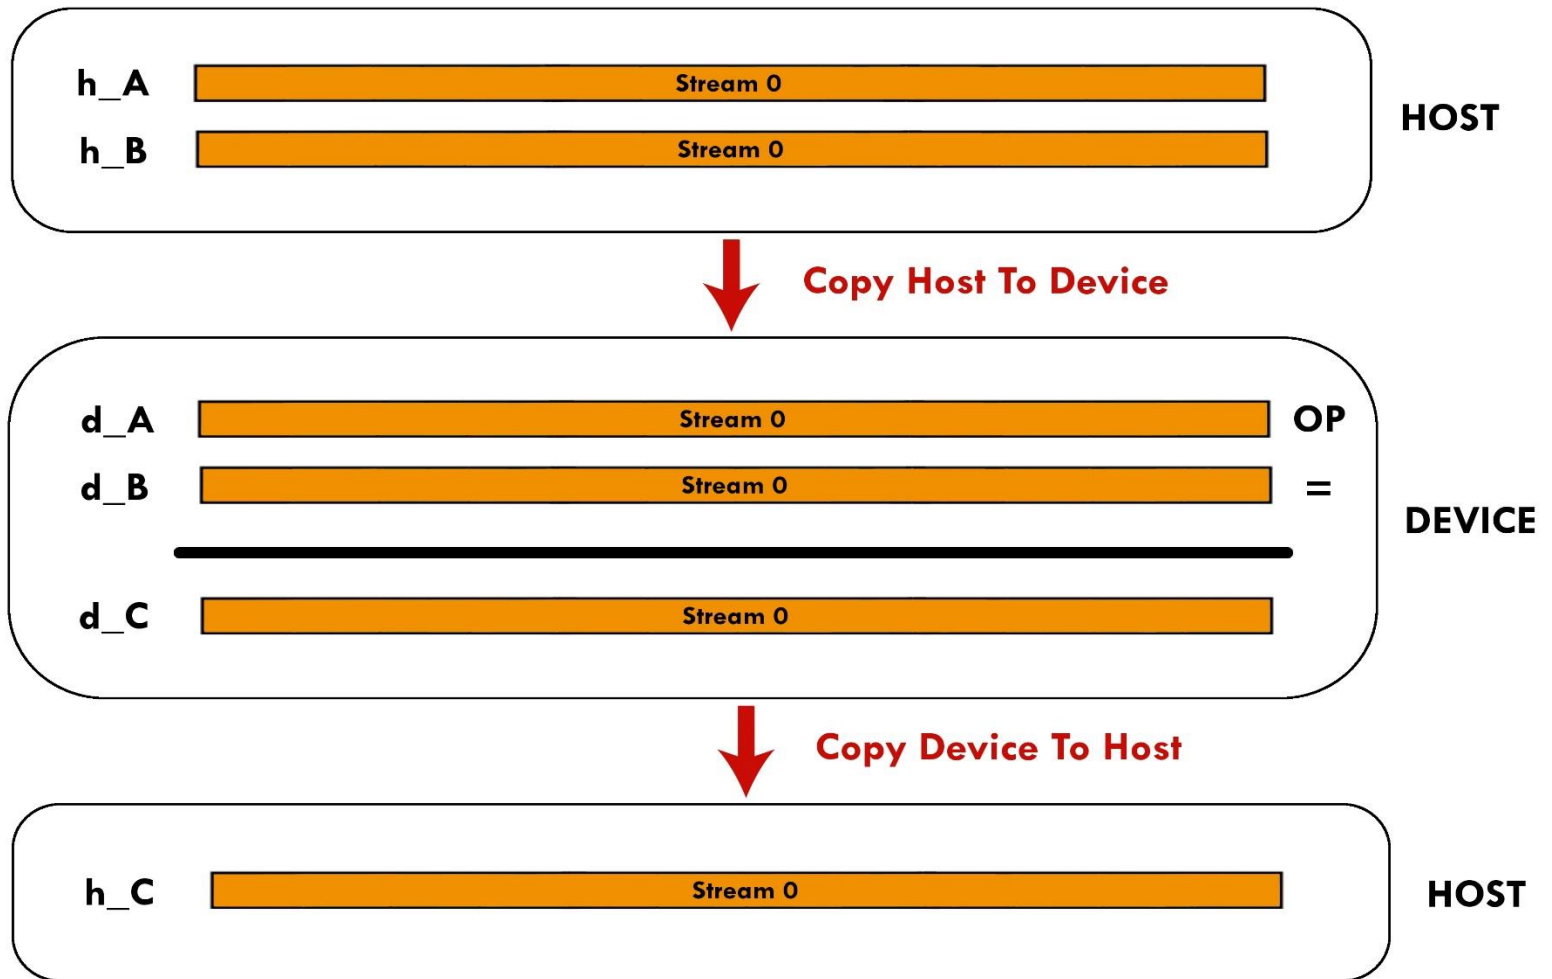 h_A Stream 0
h_B Stream 0
HOST
Copy Host To Device
d_A Stream 0 OP
d_B Stream 0 =
DEVICE
d_C Stream 0
Copy Device To Host
h_C Stream 0
HOST